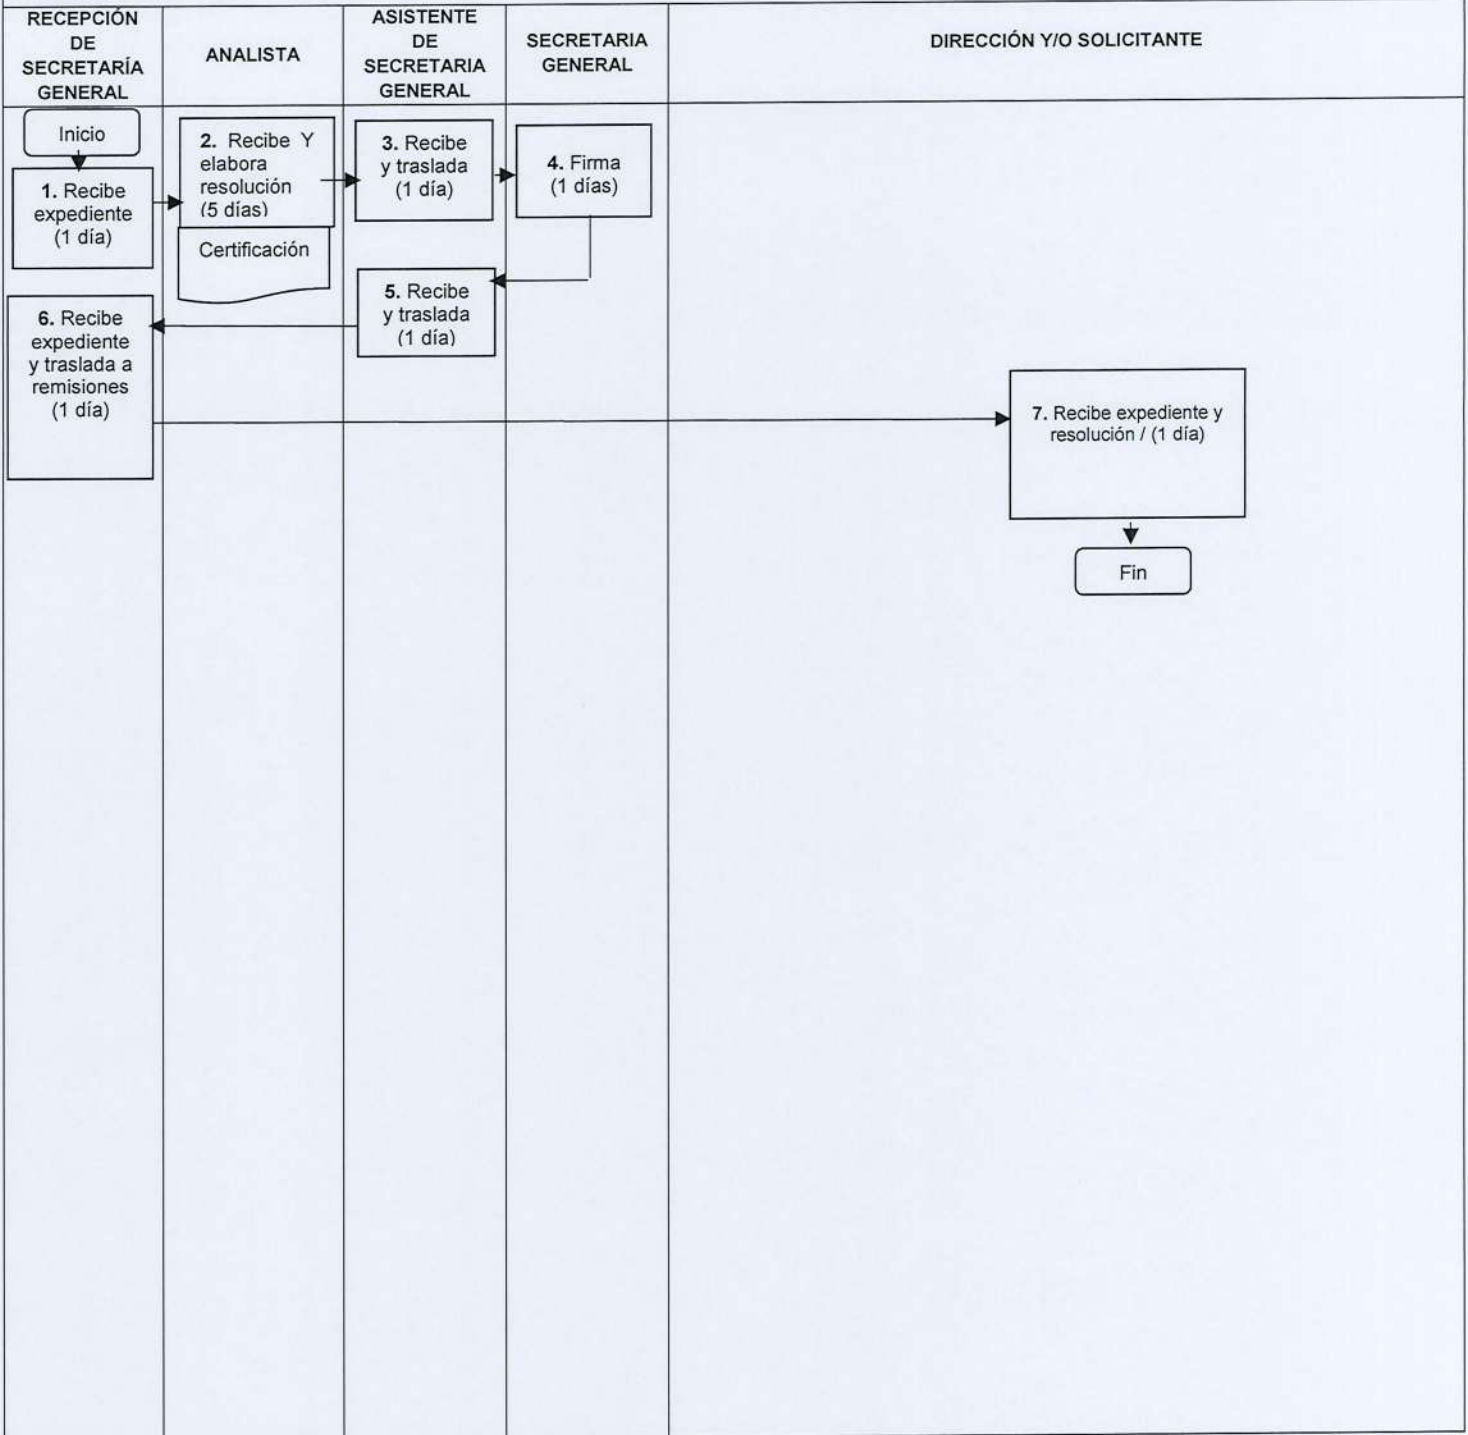 RECEPCIÓN
DE
SECRETARÍA
GENERAL
ANALISTA
ASISTENTE
DE
SECRETARIA
GENERAL
SECRETARIA
GENERAL
DIRECCIÓN Y/O SOLICITANTE
Inicio
1. Recibe
expediente
(1 día)
2. Recibe Y
elabora
resolución
(5 días)
Certificación
3. Recibe
y traslada
(1 día)
4. Firma
(1 días)
5. Recibe
y traslada
(1 día)
6. Recibe
expediente
y traslada a
remisiones
(1 día)
7. Recibe expediente y
resolución / (1 día)
Fin